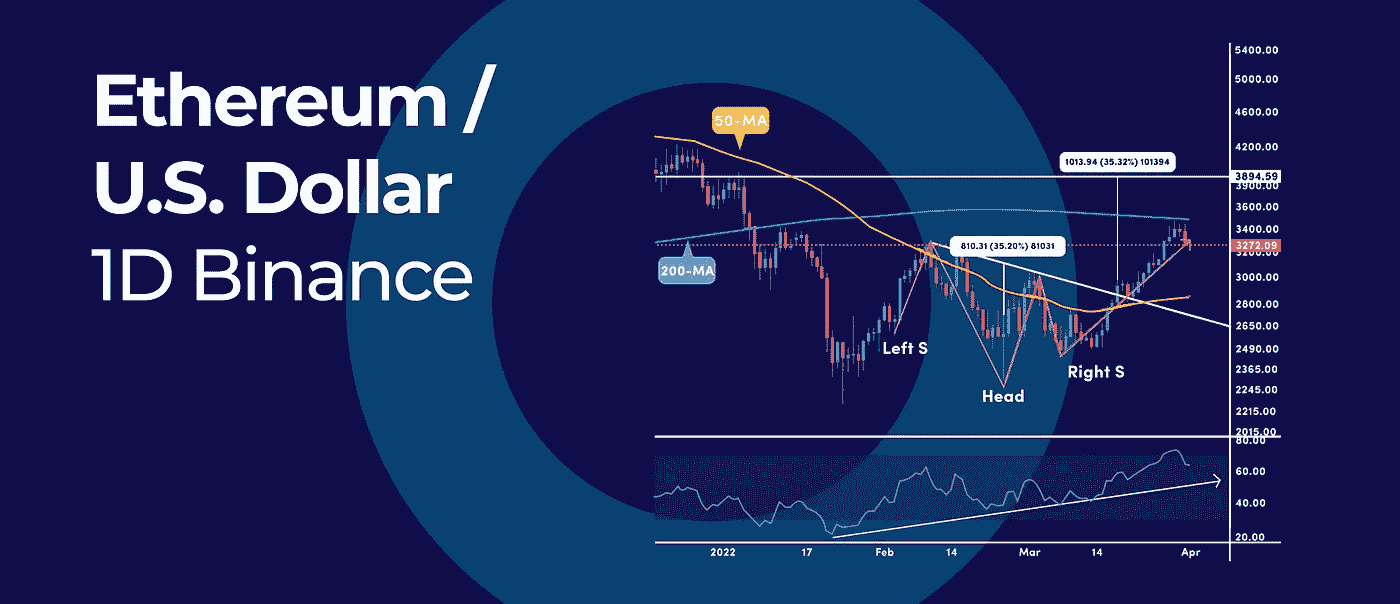 Ethereum /
U.S. Dollar
1D Binance
50-MA
200-MA
1013.94 (35.32%) 101394
810.31 (35.20%) 81031
Left S
Head
Right S
5400.00
5000.00
4600.00
4200.00
3894.59
3900.00
3600.00
3400.00
3272.09
3200.00
3000.00
2800.00
2650.00
2490.00
2365.00
2245.00
2215.00
2015.00
80.00
60.00
40.00
20.00
2022 17 Feb 14 Mar 14 Apr